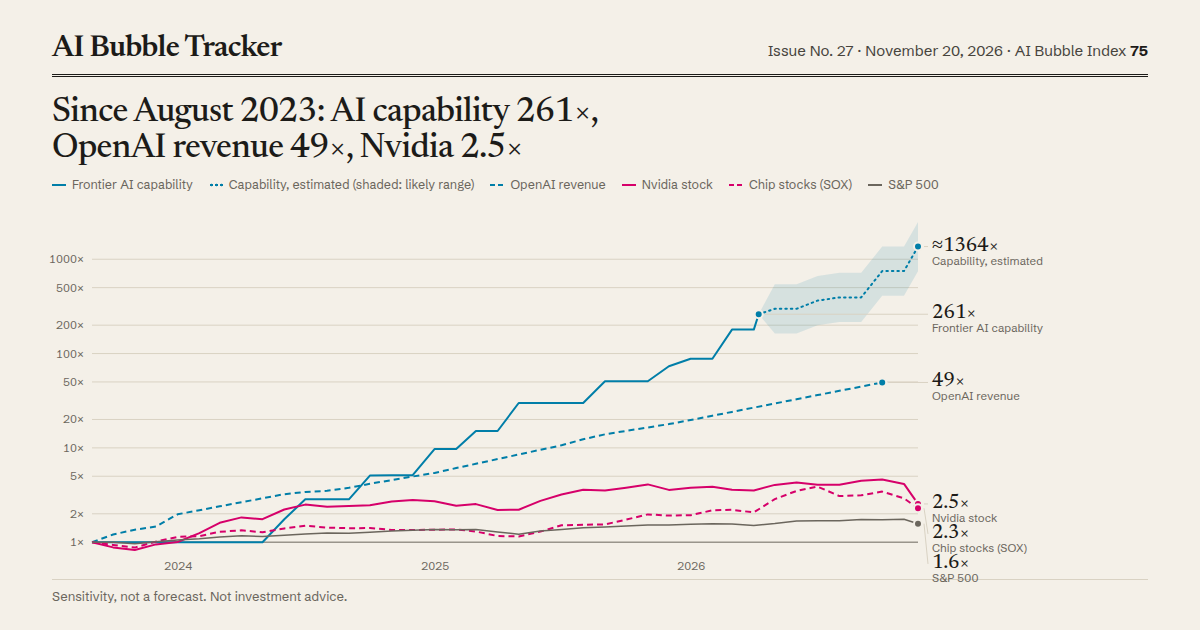 AI Bubble Tracker
Issue No. 27 · November 20, 2026 · AI Bubble Index 75
Since August 2023: AI capability 261×,
OpenAI revenue 49×, Nvidia 2.5×
Frontier AI capability
Capability, estimated (shaded: likely range)
OpenAI revenue
Nvidia stock
Chip stocks (SOX)
S&P 500
1000×
500×
200×
100×
50×
20×
10×
5×
2×
1×
2024
2025
2026
≈1364×
Capability, estimated
261×
Frontier AI capability
49×
OpenAI revenue
2.5×
Nvidia stock
2.3×
Chip stocks (SOX)
1.6×
S&P 500
Sensitivity, not a forecast. Not investment advice.